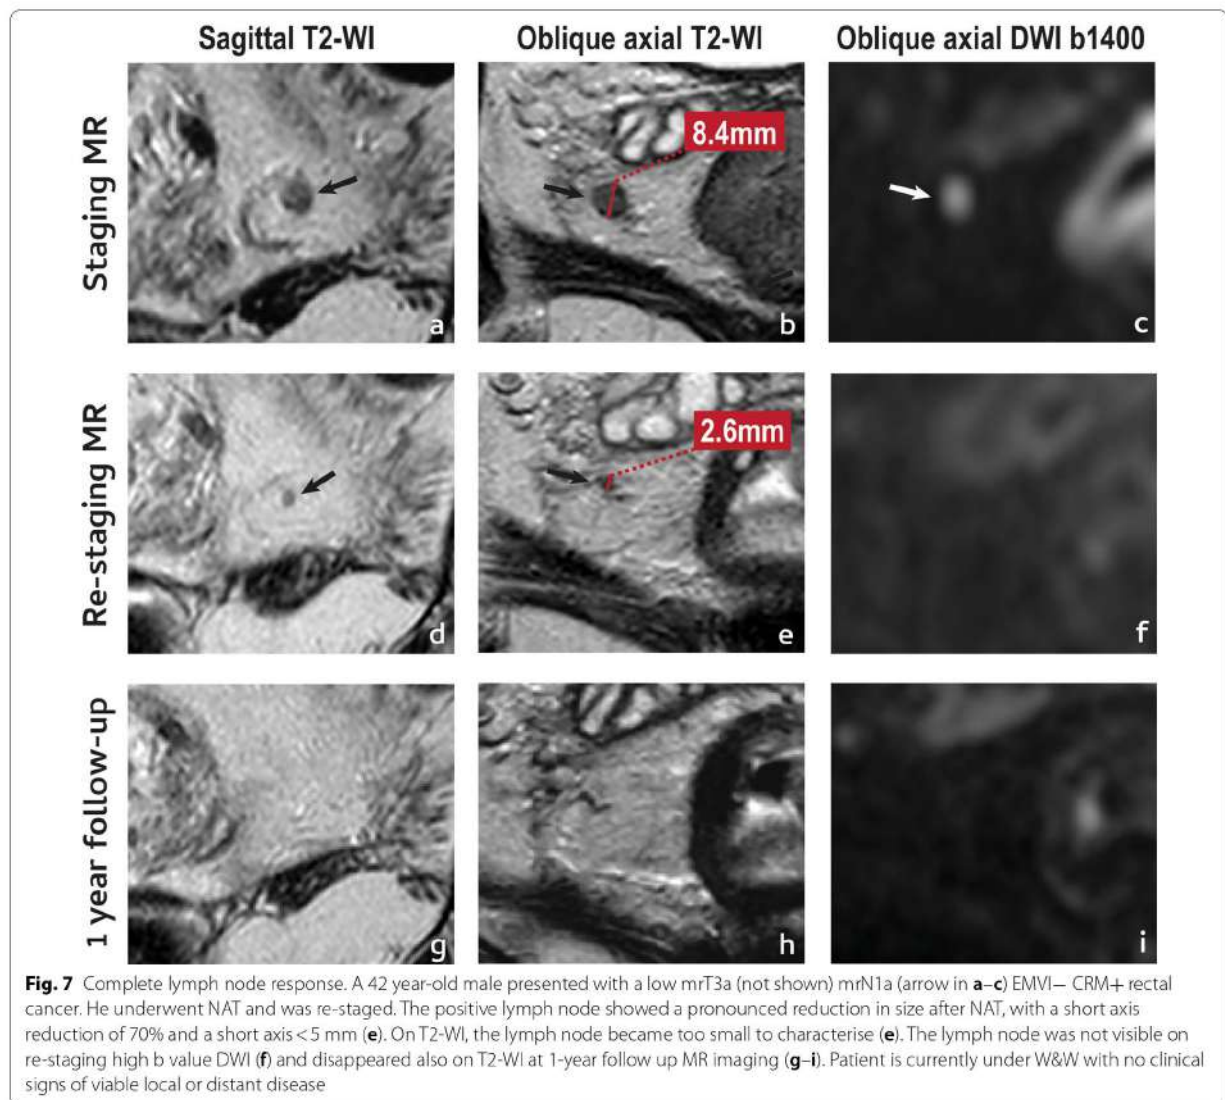 Sagittal T2-WI
Oblique axial T2-WI
Oblique axial DWI b1400
Staging MR
8.4mm
a
b
c
Re-staging MR
2.6mm
d
e
f
1 year follow-up
g
h
i
Fig. 7 Complete lymph node response. A 42 year-old male presented with a low mrT3a (not shown) mrN1a (arrow in a–c) EMVI− CRM+ rectal
cancer. He underwent NAT and was re-staged. The positive lymph node showed a pronounced reduction in size after NAT, with a short axis
reduction of 70% and a short axis < 5 mm (e). On T2-WI, the lymph node became too small to characterise (e). The lymph node was not visible on
re-staging high b value DWI (f) and disappeared also on T2-WI at 1-year follow up MR imaging (g–i). Patient is currently under W&W with no clinical
signs of viable local or distant disease